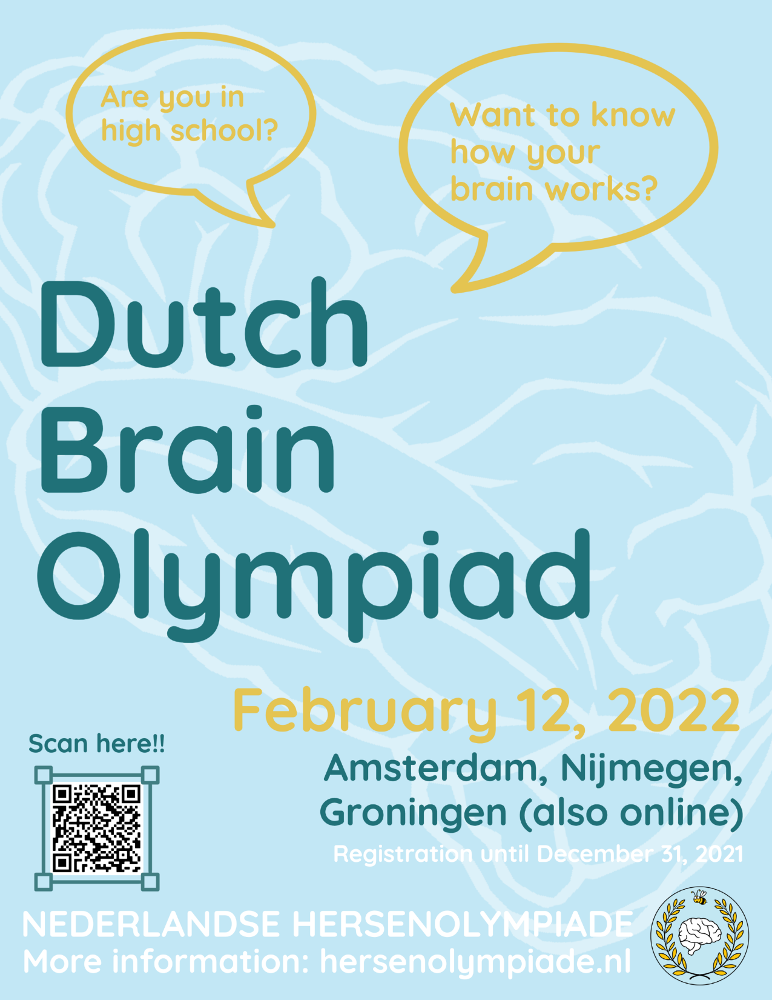 Are you in
high school?
Want to know
how your
brain works?
Dutch
Brain
Olympiad
February 12, 2022
Amsterdam, Nijmegen,
Groningen (also online)
Registration until December 31, 2021
Scan here!!
NEDERLANDSE HERSENOLYMPIADE
More information: hersenolympiade.nl